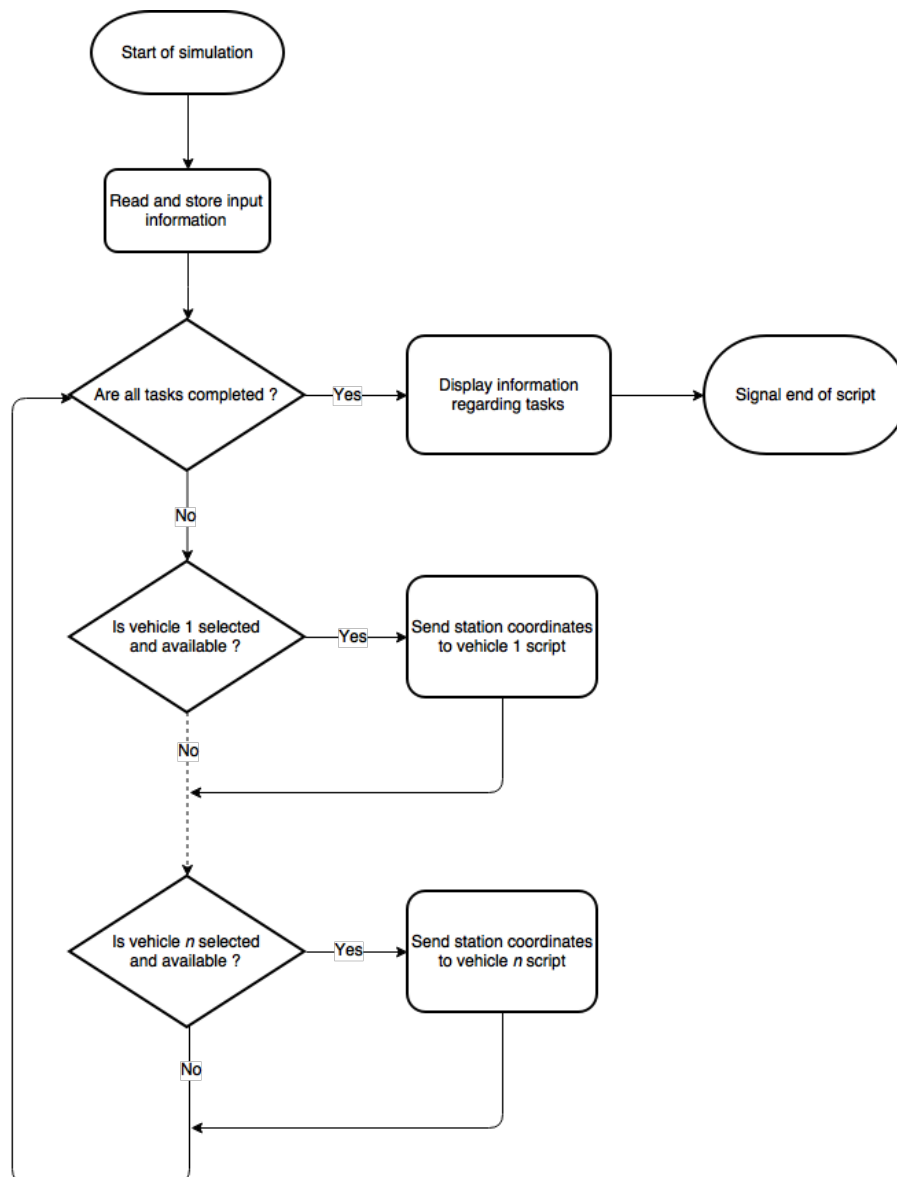 Start of simulation
Read and store input
information
Are all tasks completed ?
Yes
Display information
regarding tasks
Signal end of script
No
Is vehicle 1 selected
and available ?
Yes
Send station coordinates
to vehicle 1 script
No
Is vehicle n selected
and available ?
Yes
Send station coordinates
to vehicle n script
No